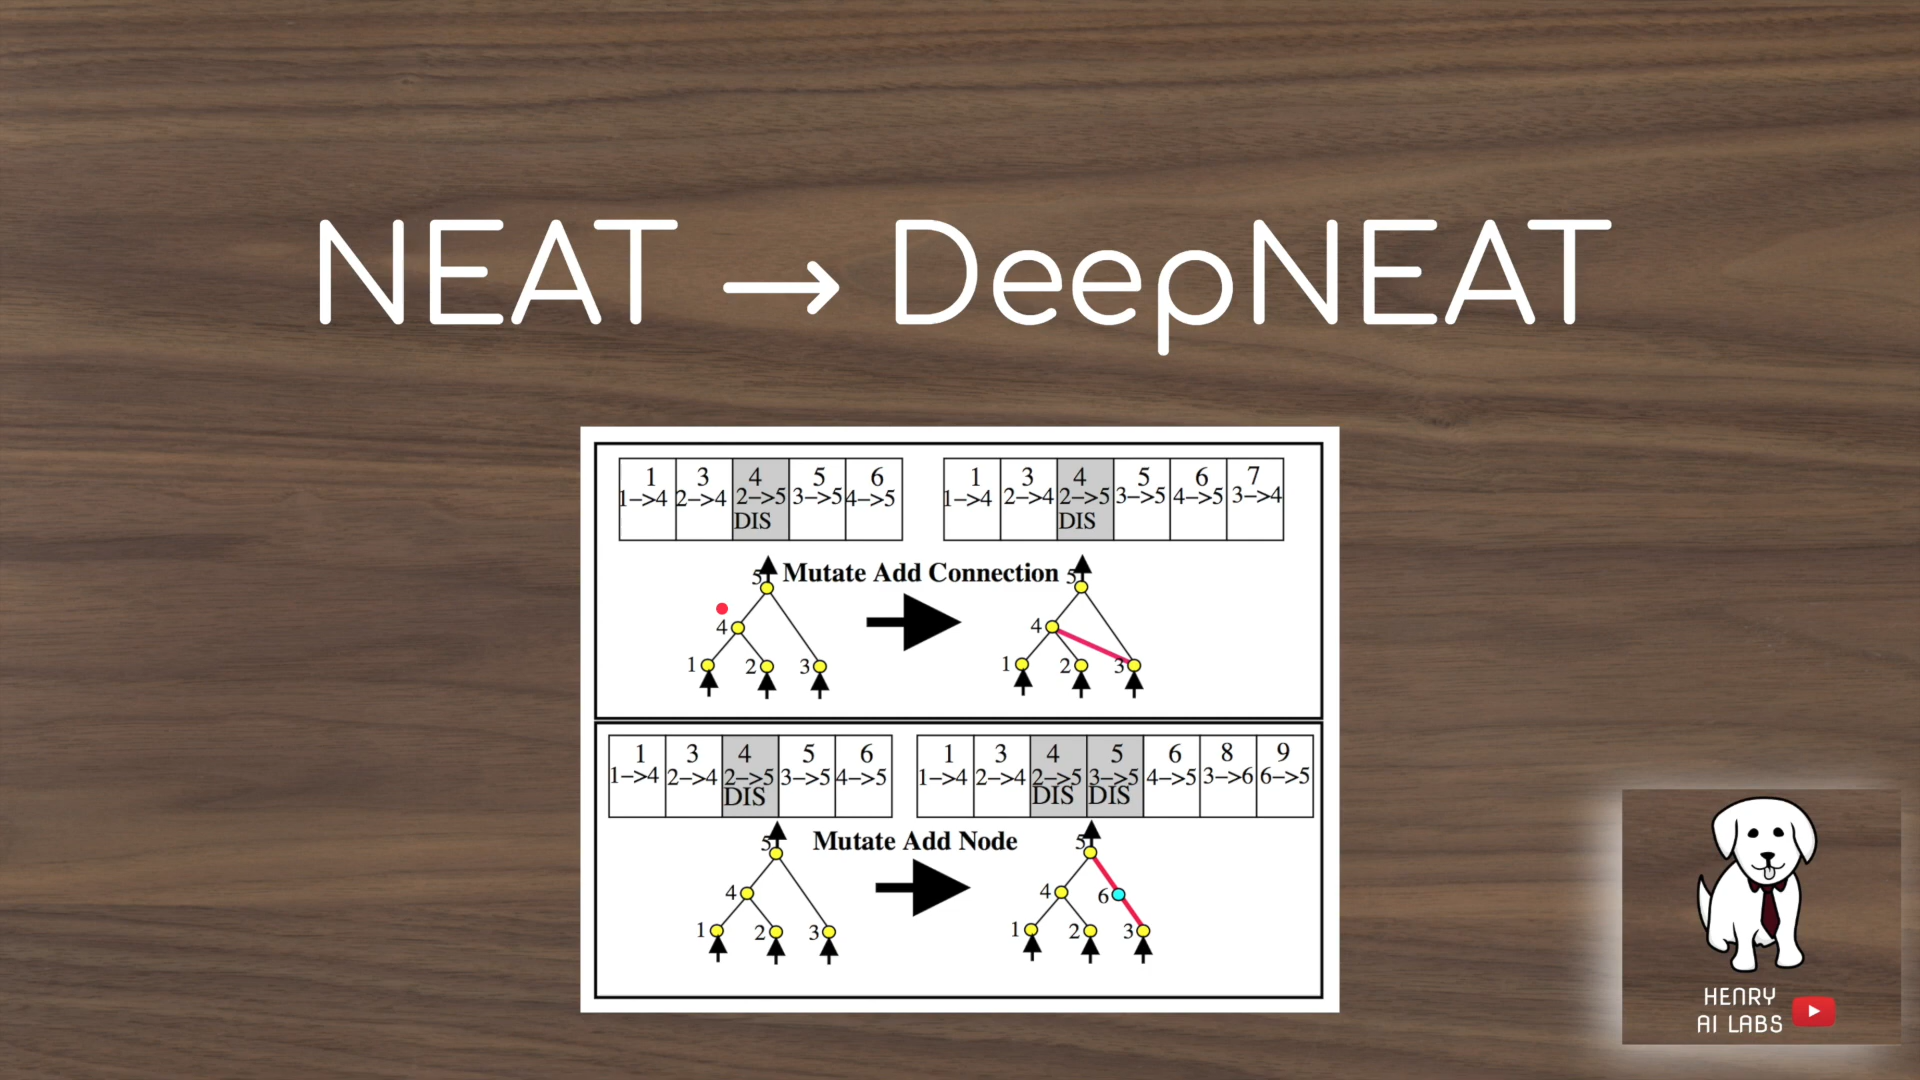 NEAT → DeepNEAT
1 3 4 5 6
1->4 2->4 2->5 3->5 4->5
DIS
1 3 4 5 6 7
1->4 2->4 2->5 3->5 4->5 3->4
DIS
Mutate Add Connection
5
4
1 2 3
5
4
1 2 3
1 3 4 5 6
1->4 2->4 2->5 3->5 4->5
DIS
1 3 4 5 6 8 9
1->4 2->4 2->5 3->5 4->5 3->6 6->5
DIS DIS
Mutate Add Node
5
4
1 2 3
5
4 6
1 2 3
HENRY
AI LABS